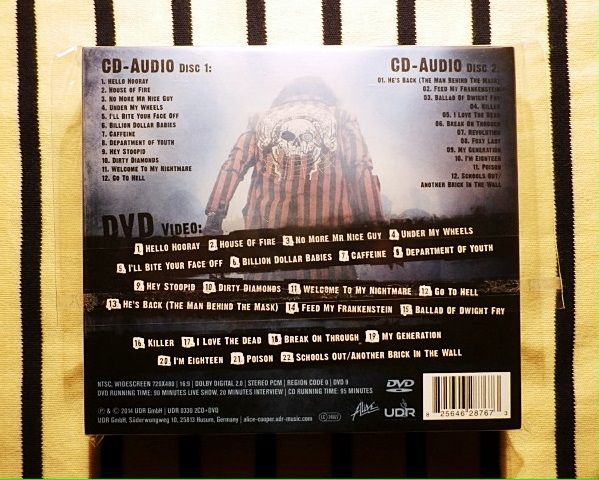 CD-Audio Disc 1:
1. Hello Hooray
2. House of Fire
3. No More Mr Nice Guy
4. Under My Wheels
5. I'll Bite Your Face Off
6. Billion Dollar Babies
7. Caffeine
8. Department of Youth
9. Hey Stoopid
10. Dirty Diamonds
11. Welcome To My Nightmare
12. Go To Hell
CD-Audio Disc 2:
01. He's Back (The Man Behind The Mask)
02. Feed My Frankenstein
03. Ballad of Dwight Fry
04. Killer
05. I Love The Dead
06. Break On Through
07. Revolution
08. Foxy Lady
09. My Generation
10. I'm Eighteen
11. Poison
12. Schools Out/
Another Brick In The Wall
DVD Video:
1 Hello Hooray 2 House Of Fire 3 No More Mr Nice Guy 4 Under My Wheels
5 I'll Bite Your Face Off 6 Billion Dollar Babies 7 Caffeine 8 Department Of Youth
9 Hey Stoopid 10 Dirty Diamonds 11 Welcome To My Nightmare 12 Go To Hell
13 He's Back (The Man Behind The Mask) 14 Feed My Frankenstein 15 Ballad Of Dwight Fry
16 Killer 17 I Love The Dead 18 Break On Through 19 My Generation
20 I'm Eighteen 21 Poison 22 Schools Out/Another Brick In The Wall
NTSC, WIDESCREEN 720X480 | 16:9 | DOLBY DIGITAL 2.0 | STEREO PCM | REGION CODE 0 | DVD 9
DVD RUNNING TIME: 90 MINUTES LIVE SHOW, 20 MINUTES INTERVIEW | CD RUNNING TIME: 95 MINUTES
℗ & © 2014 UDR GmbH | UDR 0330 2CD+DVD
UDR GmbH, Süderwungweg 10, 25813 Husum, Germany | alice-cooper.udr-music.com
DVD
Alive
UDR
8 25646 28767 3